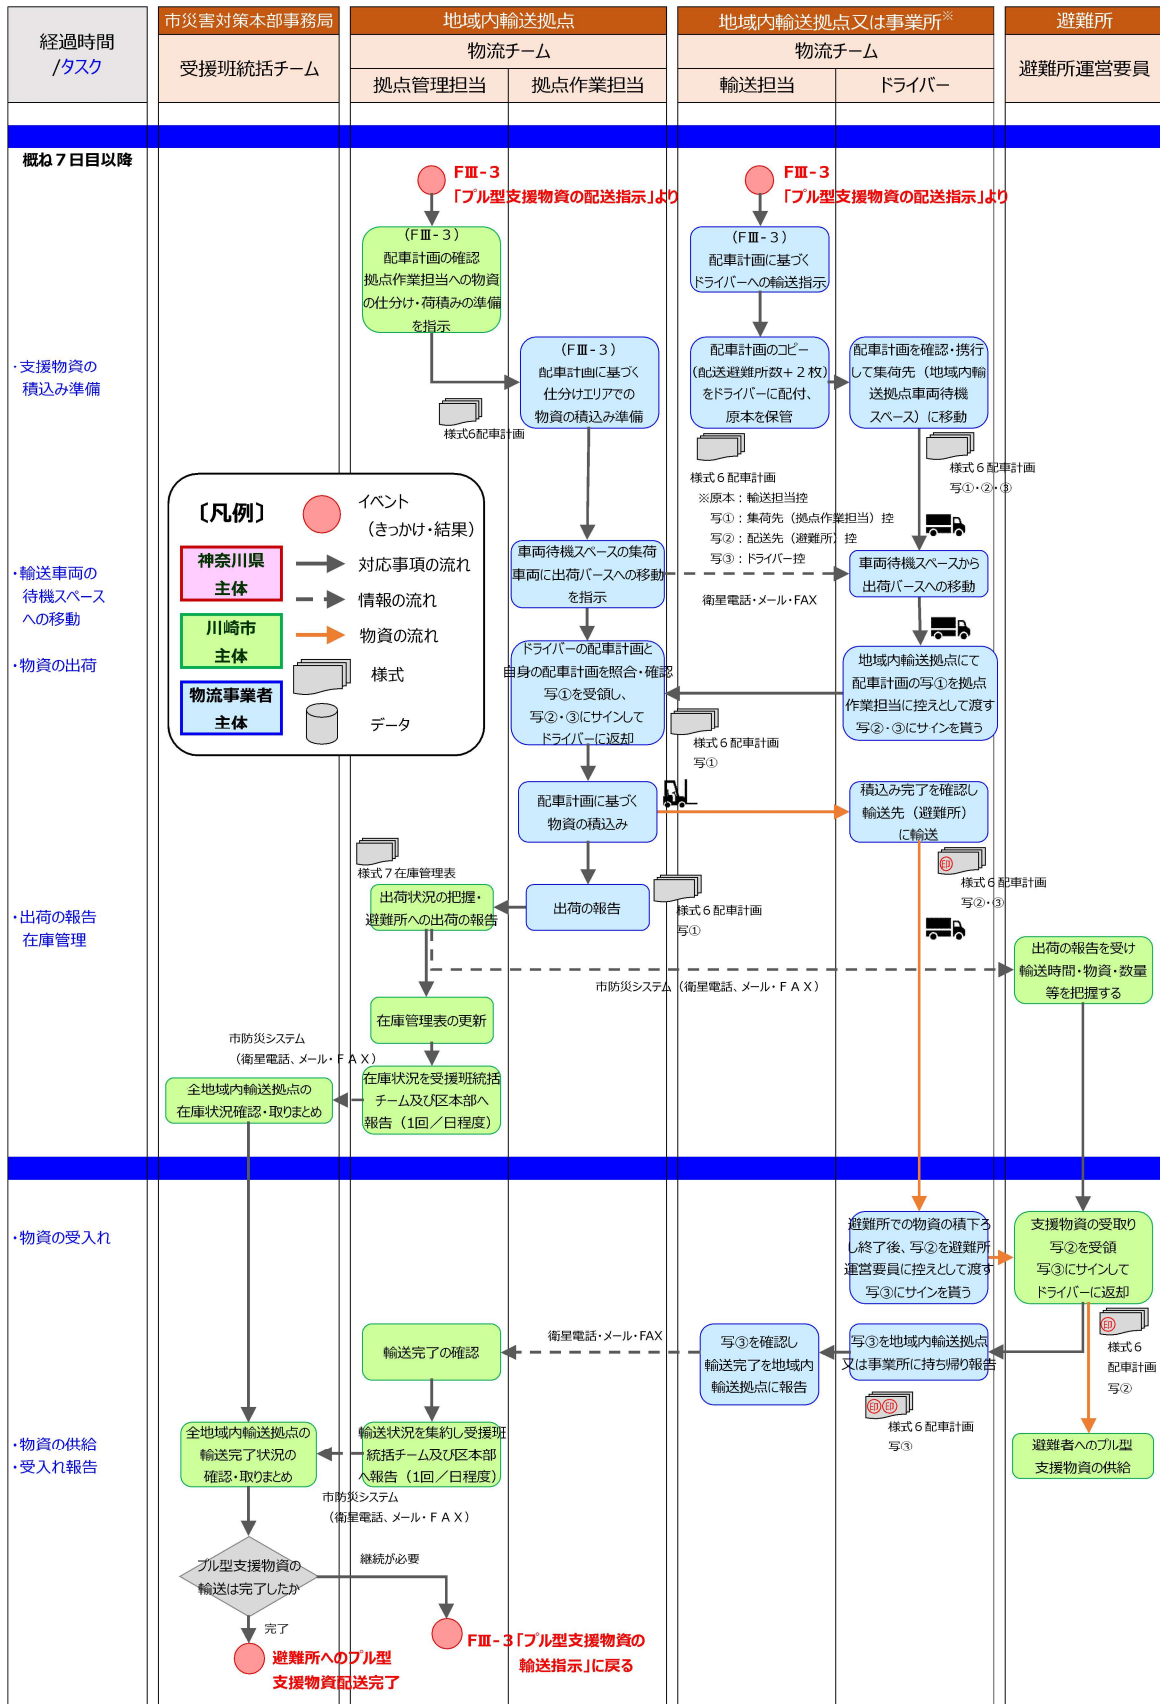 経過時間
/タスク
市災害対策本部事務局
受援班統括チーム
地域内輸送拠点
物流チーム
拠点管理担当
拠点作業担当
地域内輸送拠点又は事業所※
物流チーム
輸送担当
ドライバー
避難所
避難所運営要員
概ね7日目以降
FⅢ-3
「プル型支援物資の配送指示」より
FⅢ-3
「プル型支援物資の配送指示」より
（FⅢ-3）
配車計画の確認
拠点作業担当への物資
の仕分け・荷積みの準備
を指示
（FⅢ-3）
配車計画に基づく
ドライバーへの輸送指示
・支援物資の
積込み準備
（FⅢ-3）
配車計画に基づく
仕分けエリアでの
物資の積込み準備
配車計画のコピー
（配送避難所数+2枚）
をドライバーに配付、
原本を保管
配車計画を確認・携行
して集荷先（地域内輸
送拠点車両待機
スペース）に移動
様式6配車計画
様式6配車計画
※原本：輸送担当控
写①：集荷先（拠点作業担当）控
写②：配送先（避難所）控
写③：ドライバー控
様式6配車計画
写①・②・③
〔凡例〕
イベント
（きっかけ・結果）
神奈川県
主体
対応事項の流れ
情報の流れ
川崎市
主体
物資の流れ
様式
物流事業者
主体
データ
・輸送車両の
待機スペース
への移動
車両待機スペースの集荷
車両に出荷バースへの移動
を指示
車両待機スペースから
出荷バースへの移動
衛星電話・メール・FAX
・物資の出荷
ドライバーの配車計画と
自身の配車計画を照合・確認
写①を受領し、
写②・③にサインして
ドライバーに返却
地域内輸送拠点にて
配車計画の写①を拠点
作業担当に控えとして渡す
写②・③にサインを貰う
様式6配車計画
写①
配車計画に基づく
物資の積込み
積込み完了を確認し
輸送先（避難所）
に輸送
様式7在庫管理表
印
様式6配車計画
写②・③
・出荷の報告
在庫管理
出荷状況の把握・
避難所への出荷の報告
出荷の報告
様式6配車計画
写①
出荷の報告を受け
輸送時間・物資・数量
等を把握する
市防災システム（衛星電話、メール・FAX）
在庫管理表の更新
市防災システム
（衛星電話、メール・FAX）
全地域内輸送拠点の
在庫状況確認・取りまとめ
在庫状況を受援班統括
チーム及び区本部へ
報告（1回／日程度）
・物資の受入れ
避難所での物資の積下ろ
し終了後、写②を避難所
運営要員に控えとして渡す
写③にサインを貰う
支援物資の受取り
写②を受領
写③にサインして
ドライバーに返却
印
様式6
配車計画
写②
輸送完了の確認
衛星電話・メール・FAX
写③を確認し
輸送完了を地域内
輸送拠点に報告
写③を地域内輸送拠点
又は事業所に持ち帰り報告
印印
様式6配車計画
写③
・物資の供給
・受入れ報告
全地域内輸送拠点の
輸送完了状況の
確認・取りまとめ
輸送状況を集約し受援班
統括チーム及び区本部
へ報告（1回／日程度）
市防災システム
（衛星電話、メール・FAX）
避難者へのプル型
支援物資の供給
プル型支援物資の
輸送は完了したか
継続が必要
完了
FⅢ-3「プル型支援物資の
輸送指示」に戻る
避難所へのプル型
支援物資配送完了